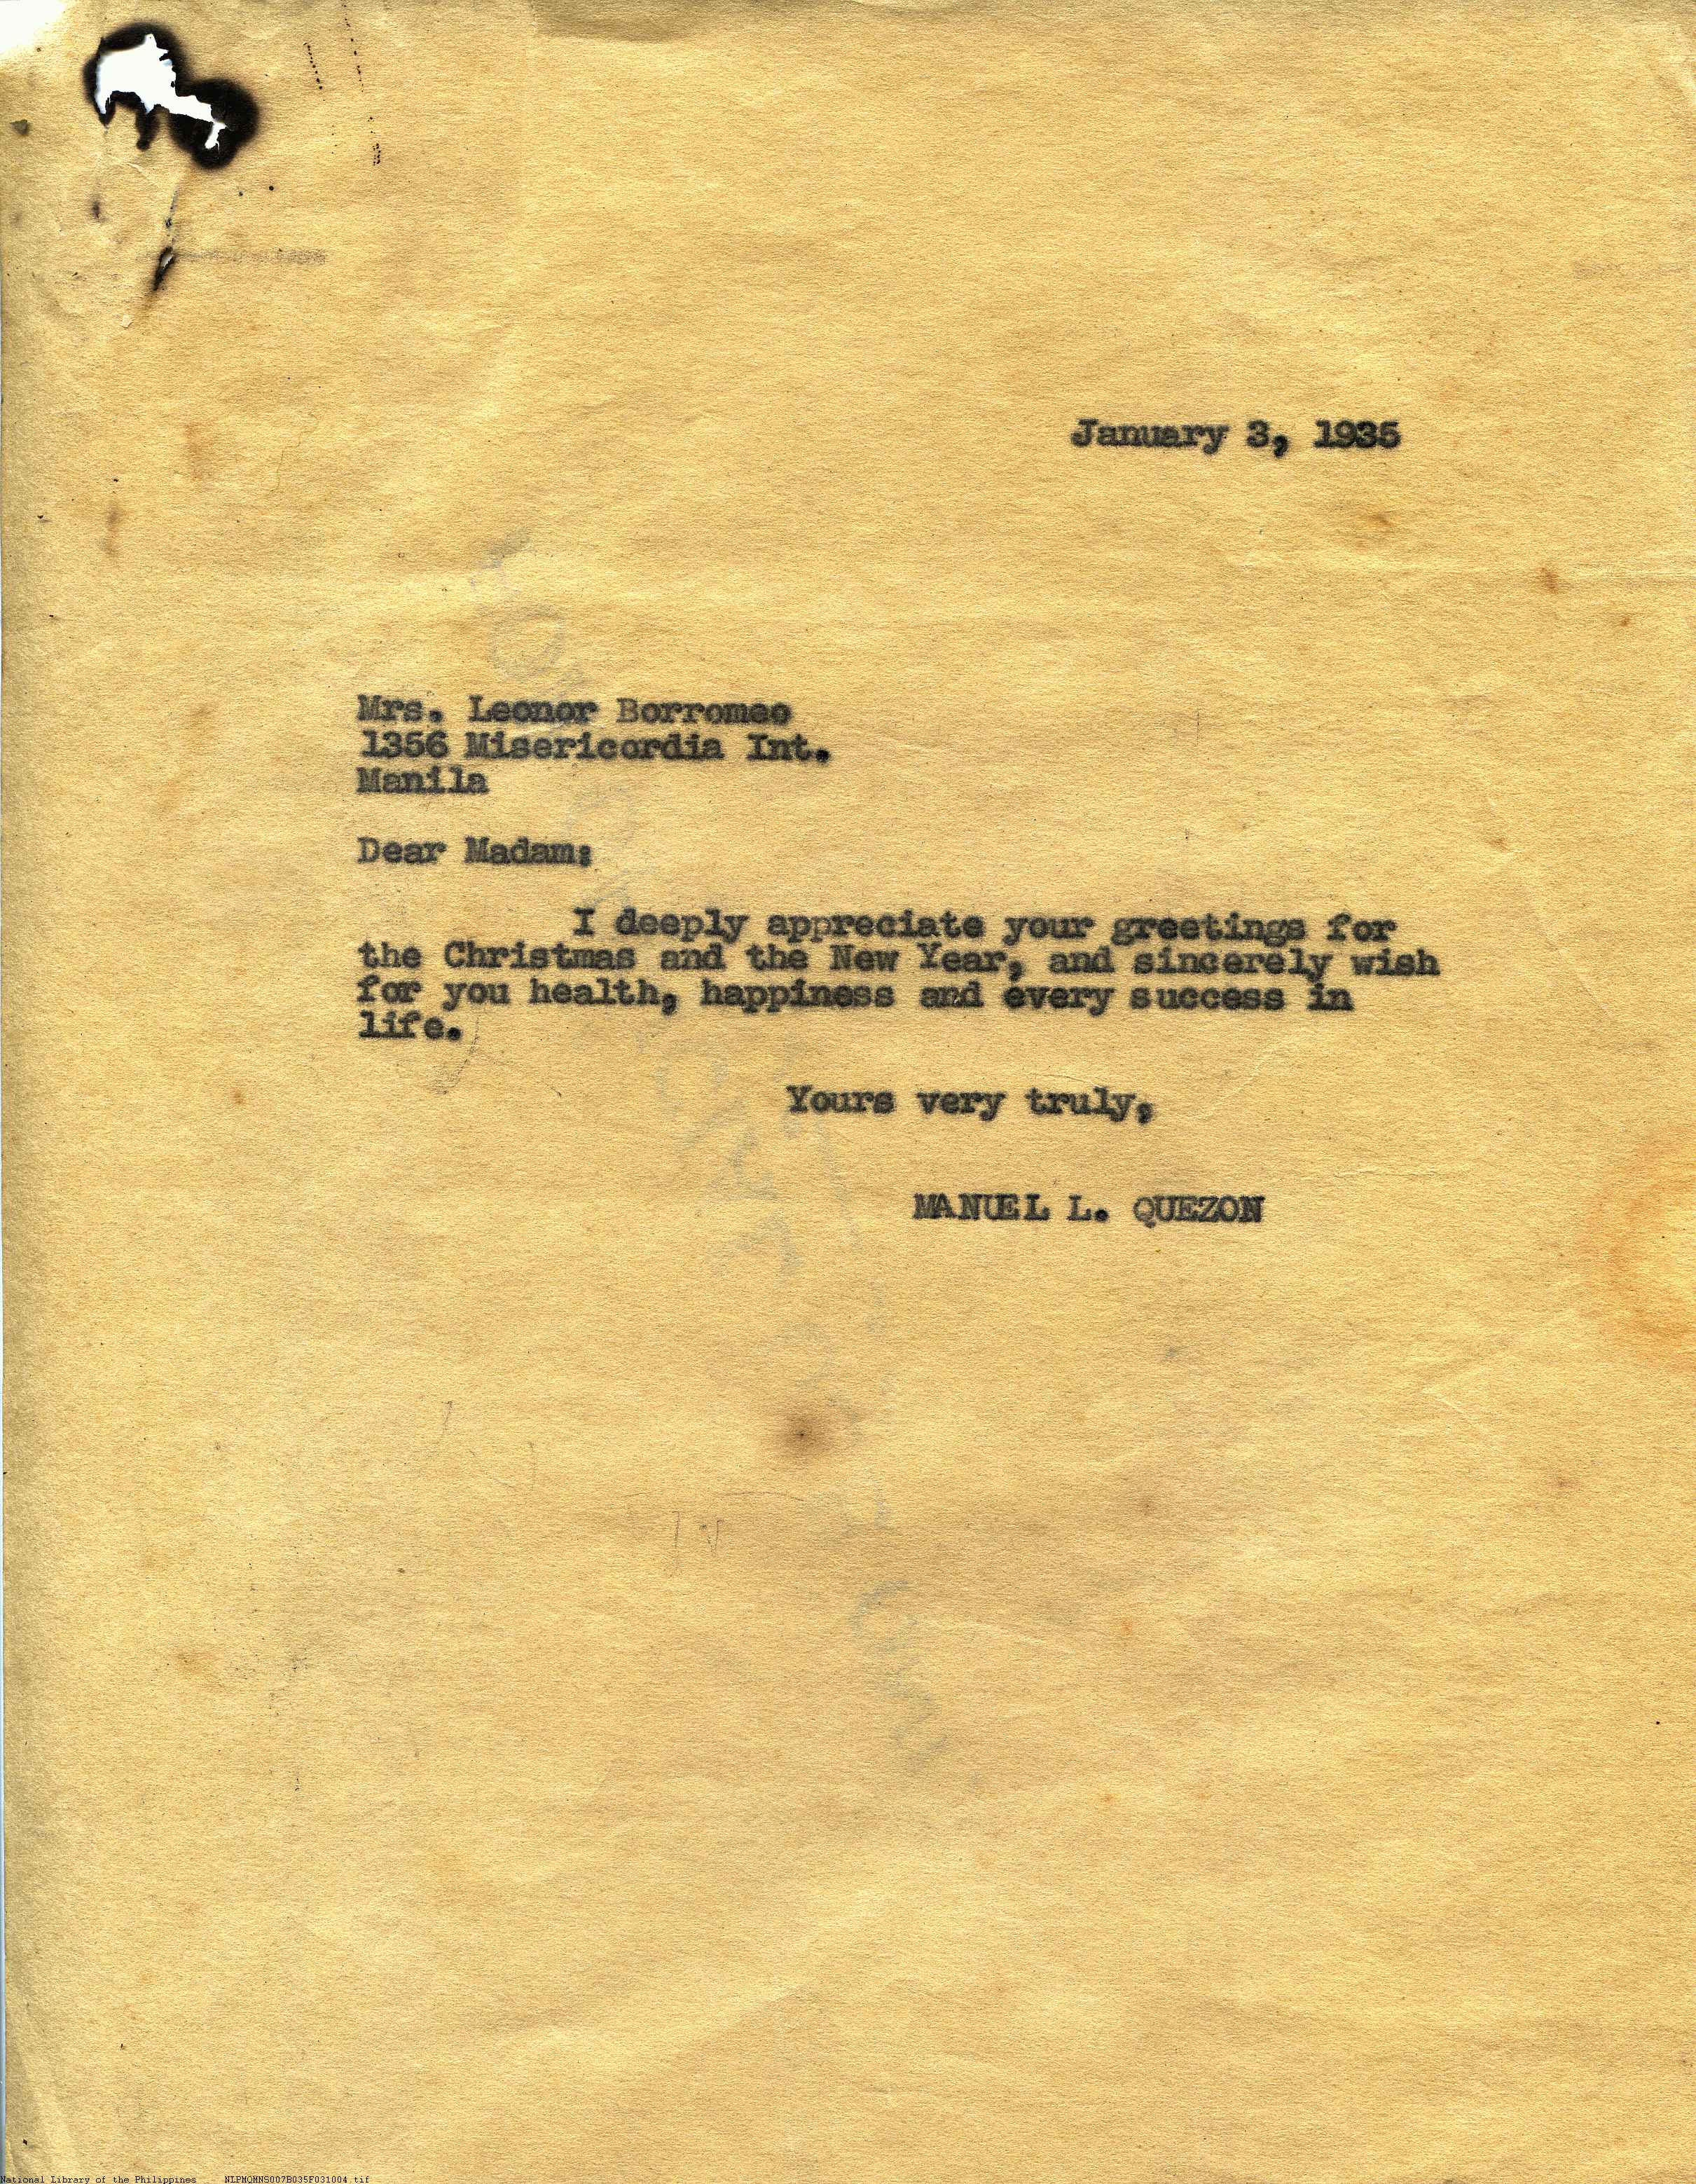 January 3, 1935
Mrs. Leonor Borromeo
1356 Misericordia Int.
Manila
Dear Madam:
I deeply appreciate your greetings for
the Christmas and the New Year, and sincerely wish
for you health, happiness and every success in
life.
Yours very truly,
MANUEL L. QUEZON
National Library of the Philippines NLPMQMNS007B035F031004.tif